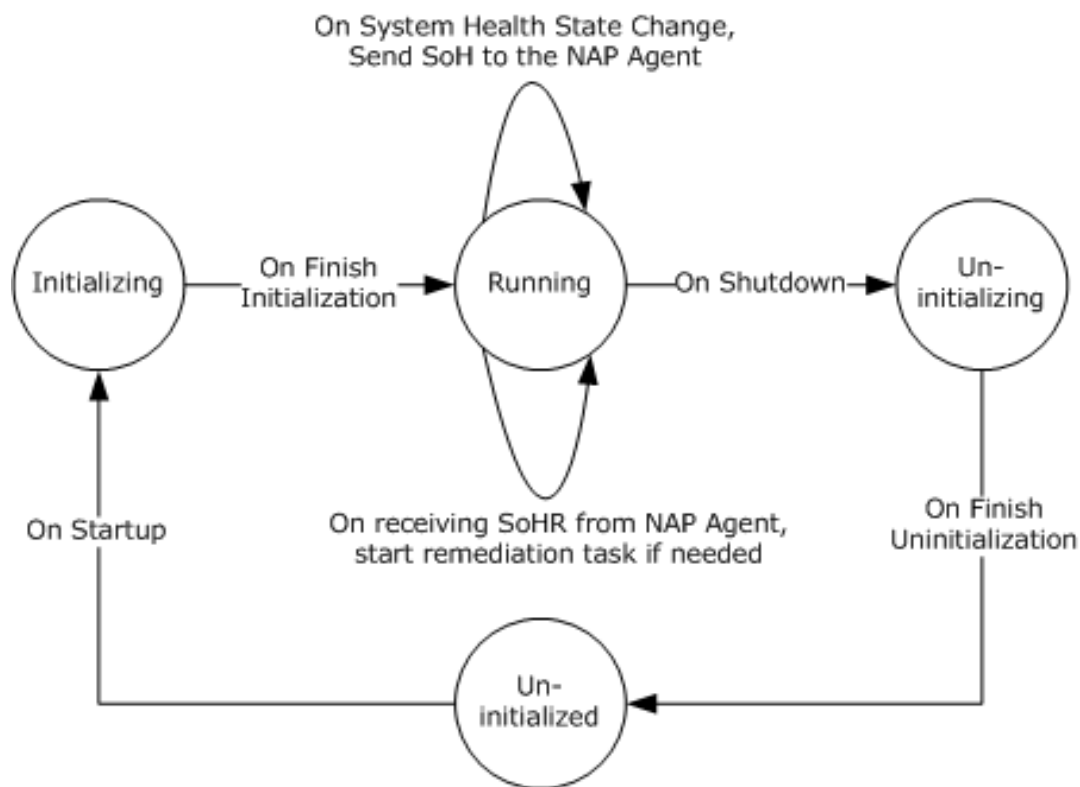 On System Health State Change,
Send SoH to the NAP Agent
Initializing
On Finish
Initialization
Running
On Shutdown
Un-
initializing
On Startup
On receiving SoHR from NAP Agent,
start remediation task if needed
On Finish
Uninitialization
Un-
initialized